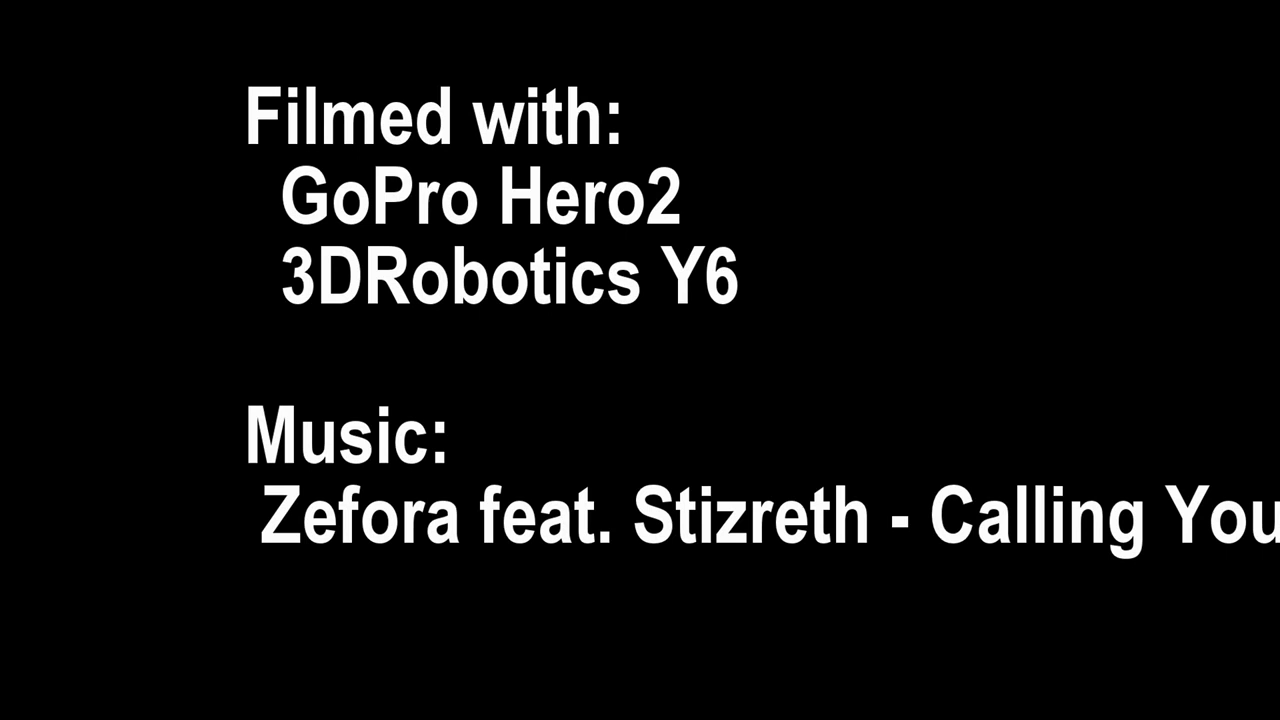 Filmed with:
GoPro Hero2
3DRobotics Y6
Music:
Zefora feat. Stizreth - Calling You